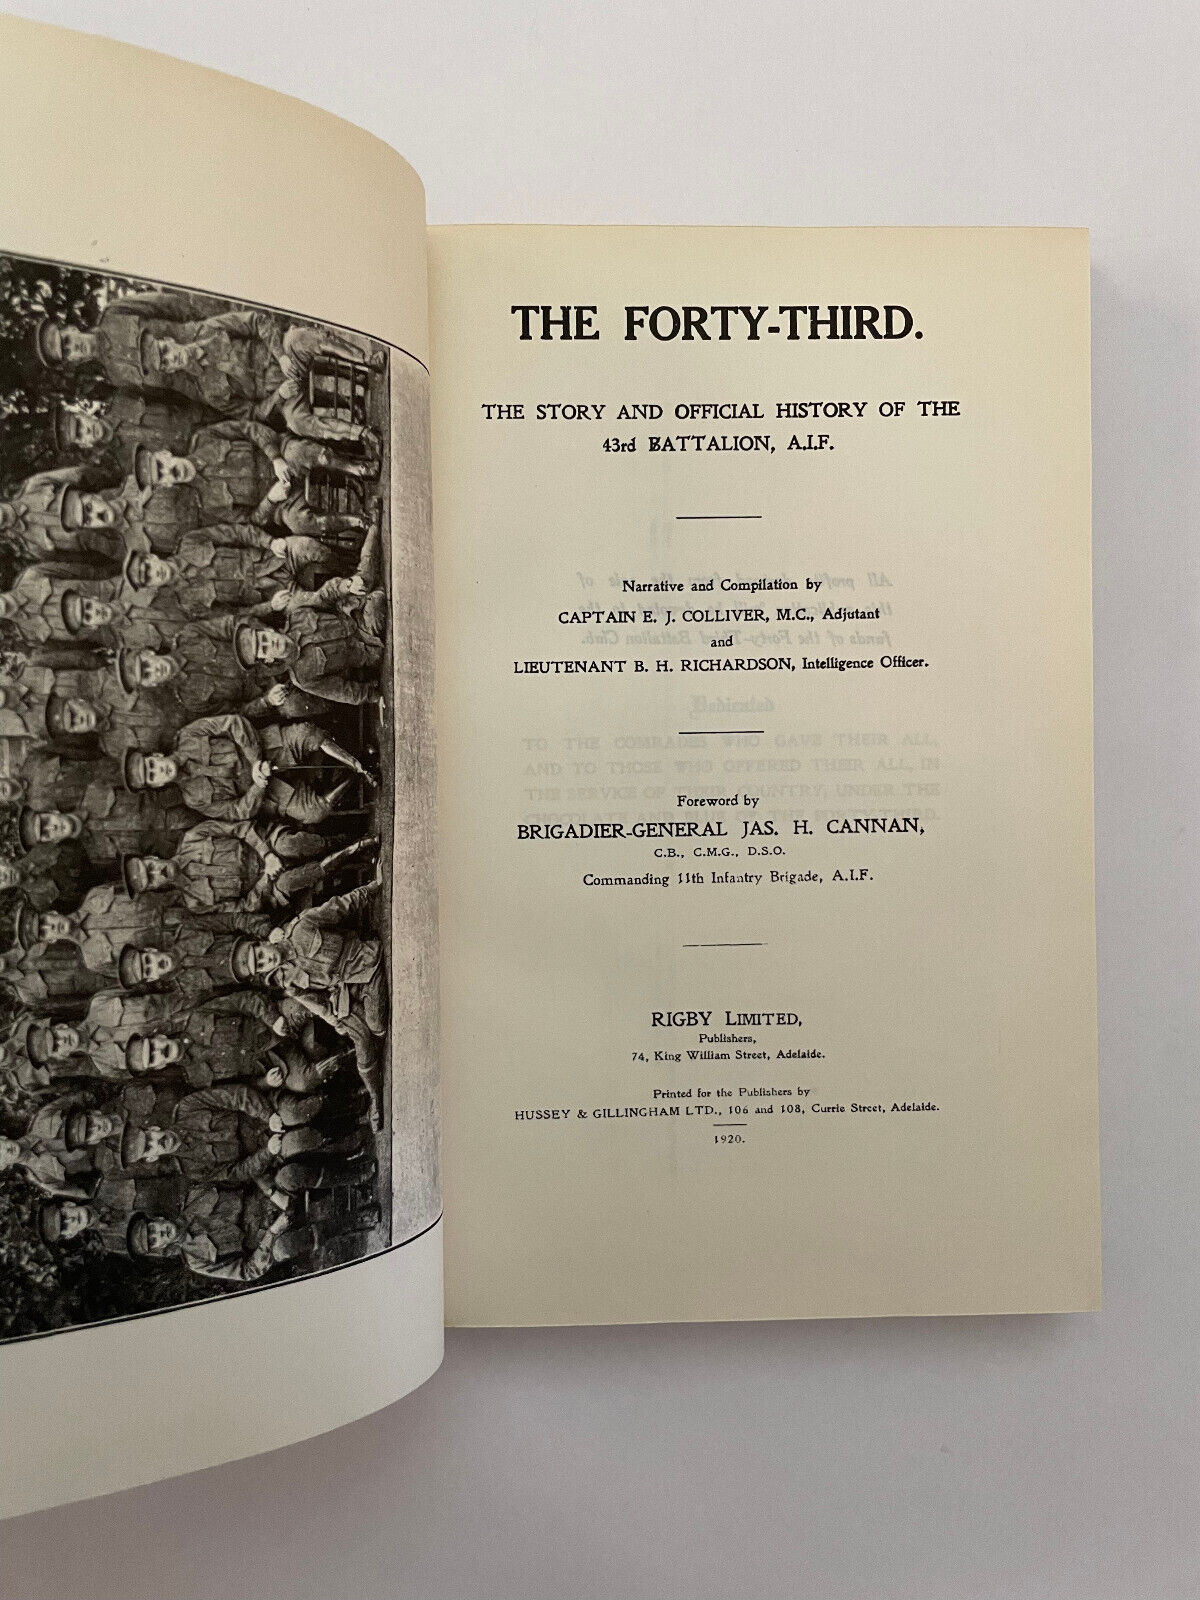 THE FORTY-THIRD.
THE STORY AND OFFICIAL HISTORY OF THE
43rd BATTALION, A.I.F.
Narrative and Compilation by
CAPTAIN E. J. COLLIVER, M.C., Adjutant
and
LIEUTENANT B. H. RICHARDSON, Intelligence Officer.
Foreword by
BRIGADIER-GENERAL JAS. H. CANNAN,
C.B., C.M.G., D.S.O.
Commanding 11th Infantry Brigade, A.I.F.
RIGBY LIMITED,
Publishers,
74, King William Street, Adelaide.
Printed for the Publishers by
HUSSEY & GILLINGHAM LTD., 106 and 108, Currie Street, Adelaide.
1920.